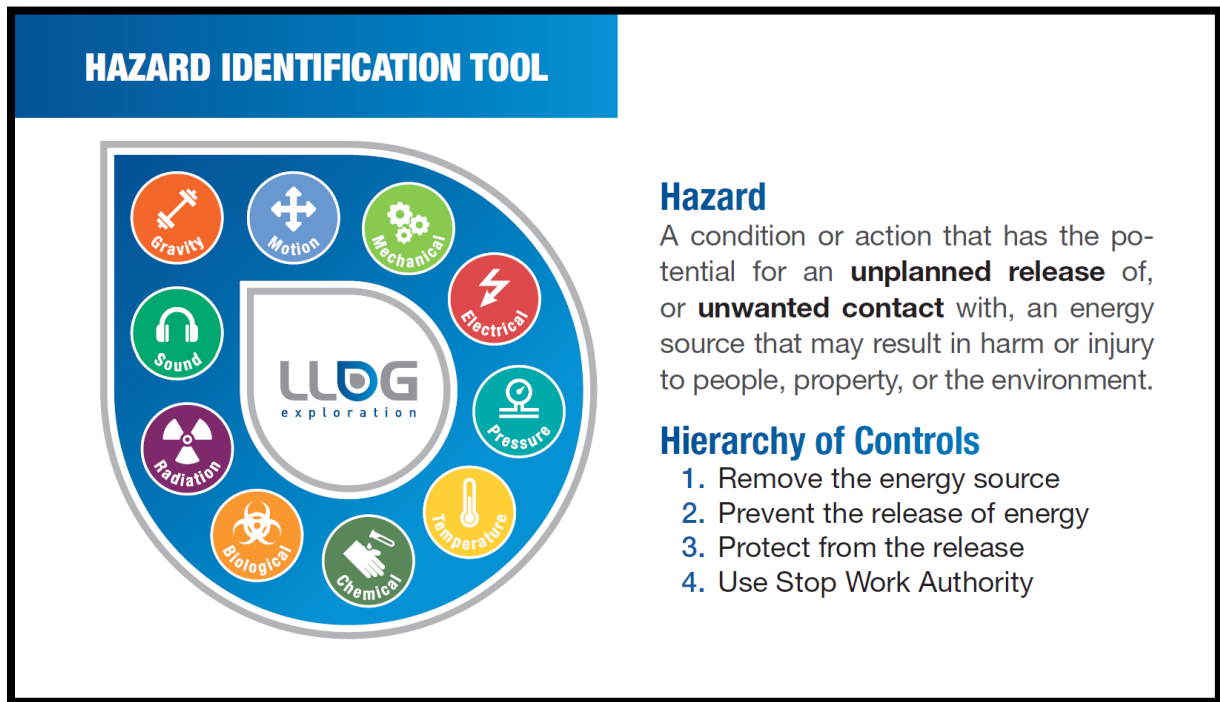 HAZARD IDENTIFICATION TOOL
Gravity
Motion
Mechanical
Electrical
Pressure
Temperature
Chemical
Biological
Radiation
Sound
LLOG
exploration
Hazard
A condition or action that has the po-
tential for an unplanned release of,
or unwanted contact with, an energy
source that may result in harm or injury
to people, property, or the environment.
Hierarchy of Controls
1. Remove the energy source
2. Prevent the release of energy
3. Protect from the release
4. Use Stop Work Authority